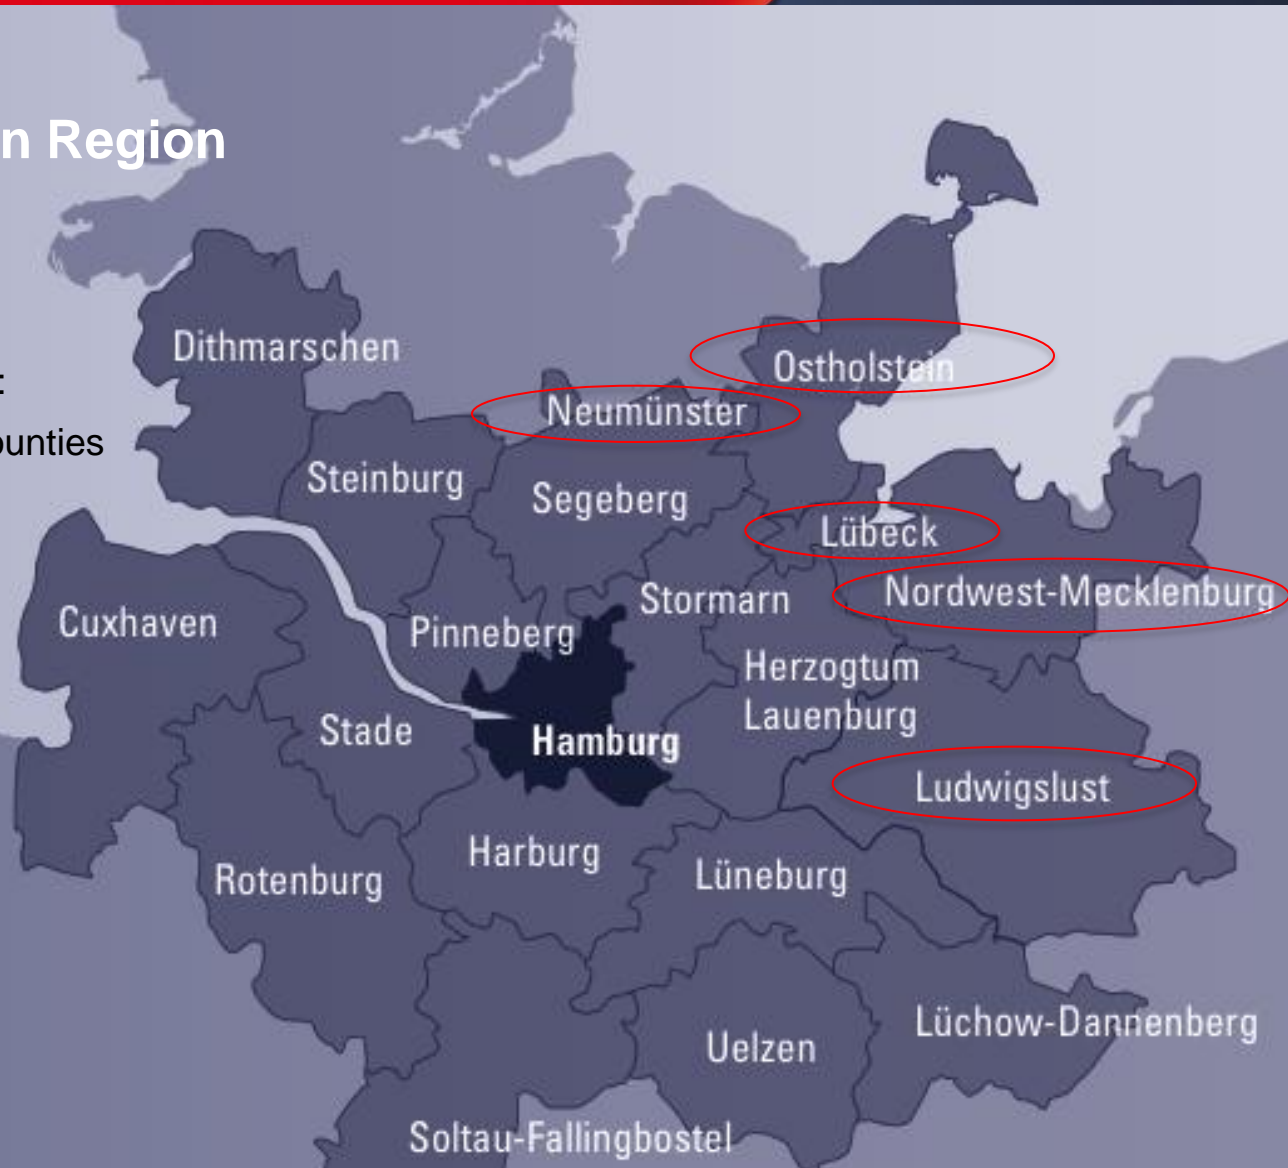 n Region
:
ounties
Dithmarschen
Ostholstein
Neumünster
Steinburg
Segeberg
Lübeck
Nordwest-Mecklenburg
Stormarn
Cuxhaven
Pinneberg
Herzogtum
Lauenburg
Stade
Hamburg
Ludwigslust
Harburg
Lüneburg
Rotenburg
Lüchow-Dannenberg
Uelzen
Soltau-Fallingbostel